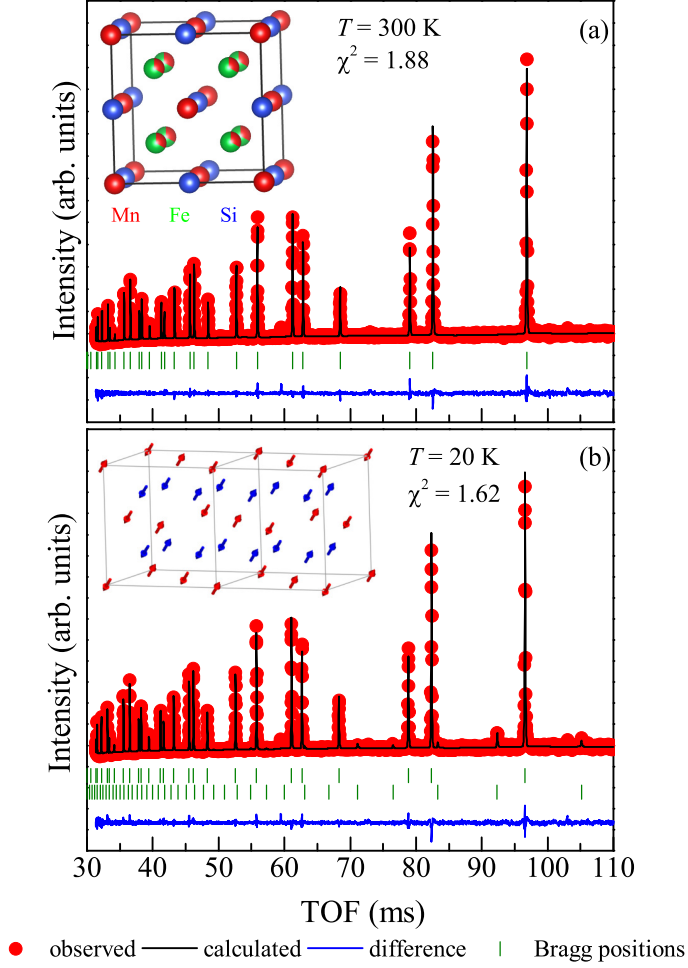 T = 300 K
(a)
χ² = 1.88
Mn Fe Si
Intensity (arb. units)
T = 20 K
(b)
χ² = 1.62
Intensity (arb. units)
30 40 50 60 70 80 90 100 110
TOF (ms)
observed calculated difference Bragg positions